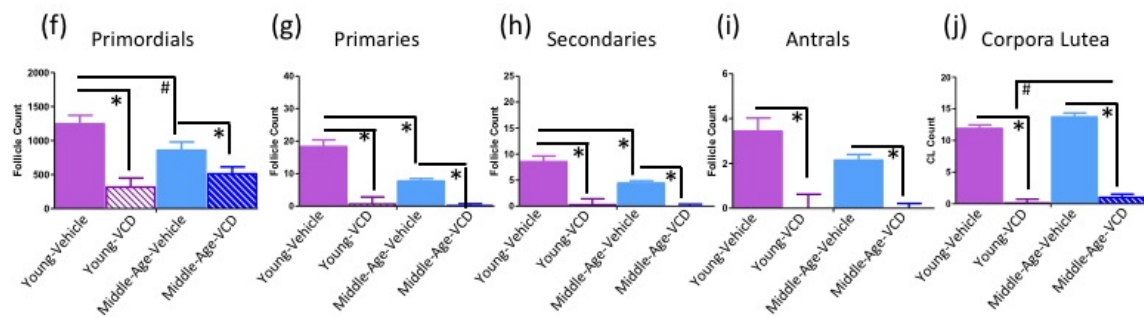 (f) Primordials
Follicle Count
2000
1500
1000
500
0
#
*
*
Young-Vehicle
Young-VCD
Middle-Age-Vehicle
Middle-Age-VCD
(g) Primaries
Follicle Count
40
30
20
10
0
*
*
*
Young-Vehicle
Young-VCD
Middle-Age-Vehicle
Middle-Age-VCD
(h) Secondaries
Follicle Count
25
20
15
10
5
0
*
*
*
Young-Vehicle
Young-VCD
Middle-Age-Vehicle
Middle-Age-VCD
(i) Antrals
Follicle Count
6
4
2
0
*
*
Young-Vehicle
Young-VCD
Middle-Age-Vehicle
Middle-Age-VCD
(j) Corpora Lutea
CL Count
20
15
10
5
0
#
*
*
Young-Vehicle
Young-VCD
Middle-Age-Vehicle
Middle-Age-VCD